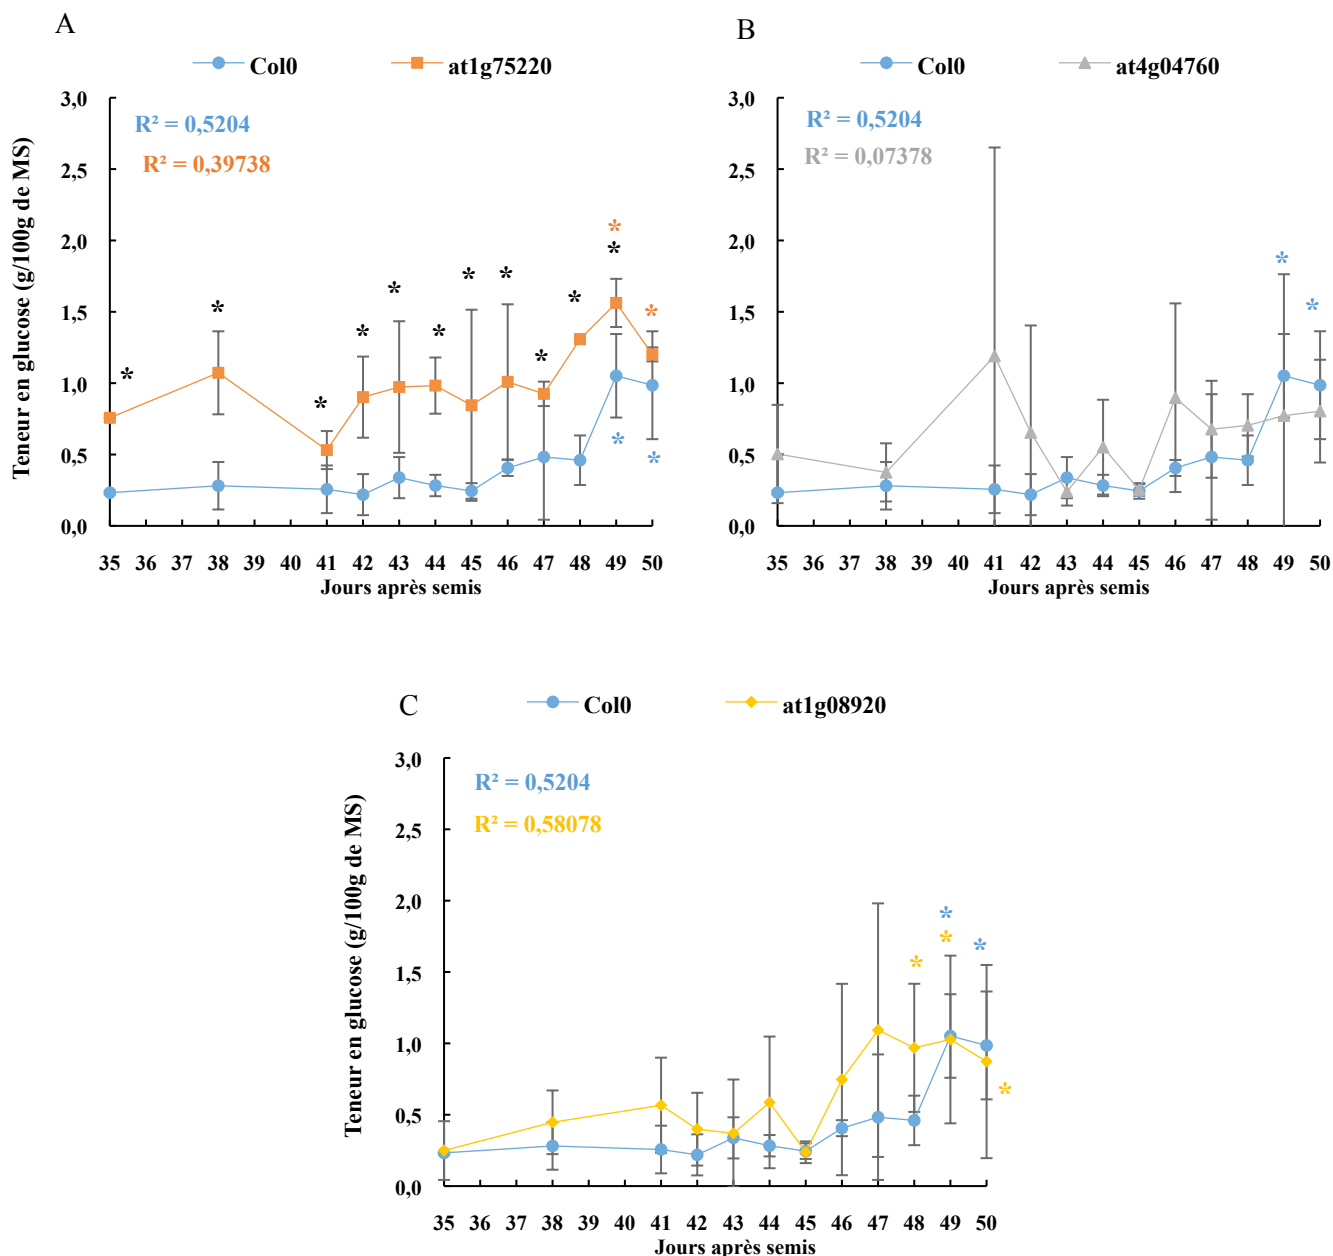 A
Col0 at1g75220
R² = 0,5204
R² = 0,39738
Teneur en glucose (g/100g de MS)
3,0
2,5
2,0
1,5
1,0
0,5
0,0
* * * * * * * * * * * * * * *
35 36 37 38 39 40 41 42 43 44 45 46 47 48 49 50
Jours après semis
B
Col0 at4g04760
R² = 0,5204
R² = 0,07378
3,0
2,5
2,0
1,5
1,0
0,5
0,0
* *
35 36 37 38 39 40 41 42 43 44 45 46 47 48 49 50
Jours après semis
C
Col0 at1g08920
R² = 0,5204
R² = 0,58078
Teneur en glucose (g/100g de MS)
3,0
2,5
2,0
1,5
1,0
0,5
0,0
* * * * *
35 36 37 38 39 40 41 42 43 44 45 46 47 48 49 50
Jours après semis